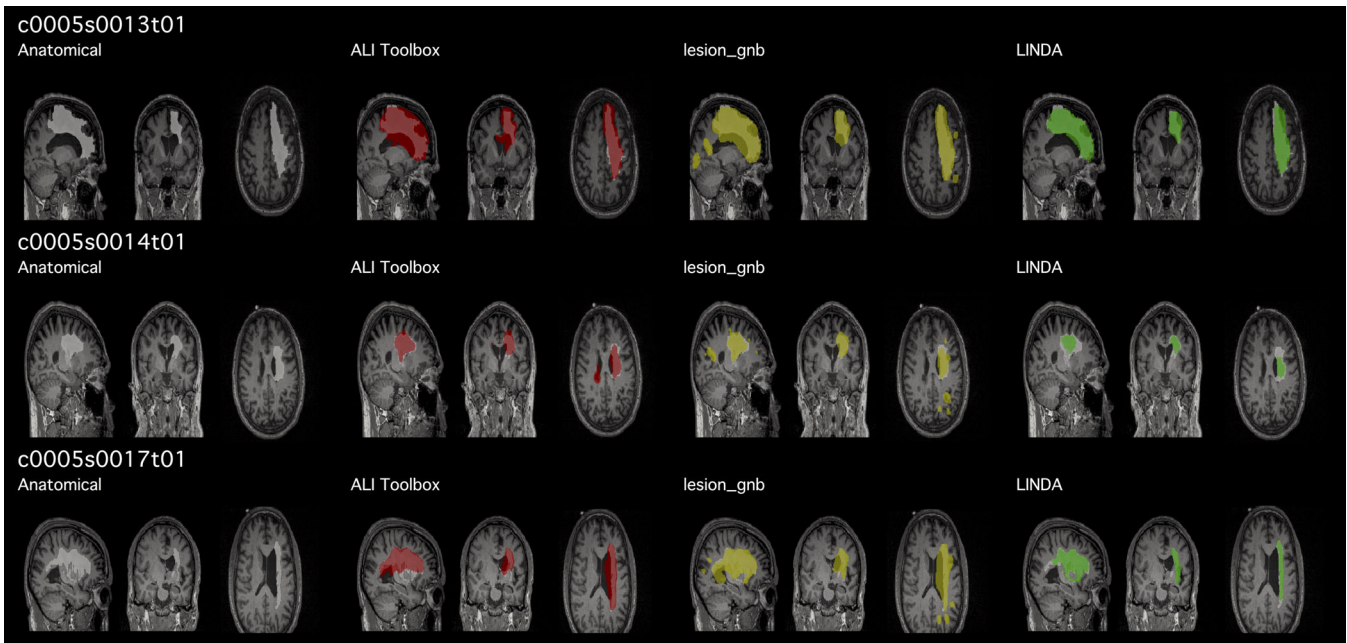 c0005s0013t01
Anatomical ALI Toolbox lesion_gnb LINDA
c0005s0014t01
Anatomical ALI Toolbox lesion_gnb LINDA
c0005s0017t01
Anatomical ALI Toolbox lesion_gnb LINDA